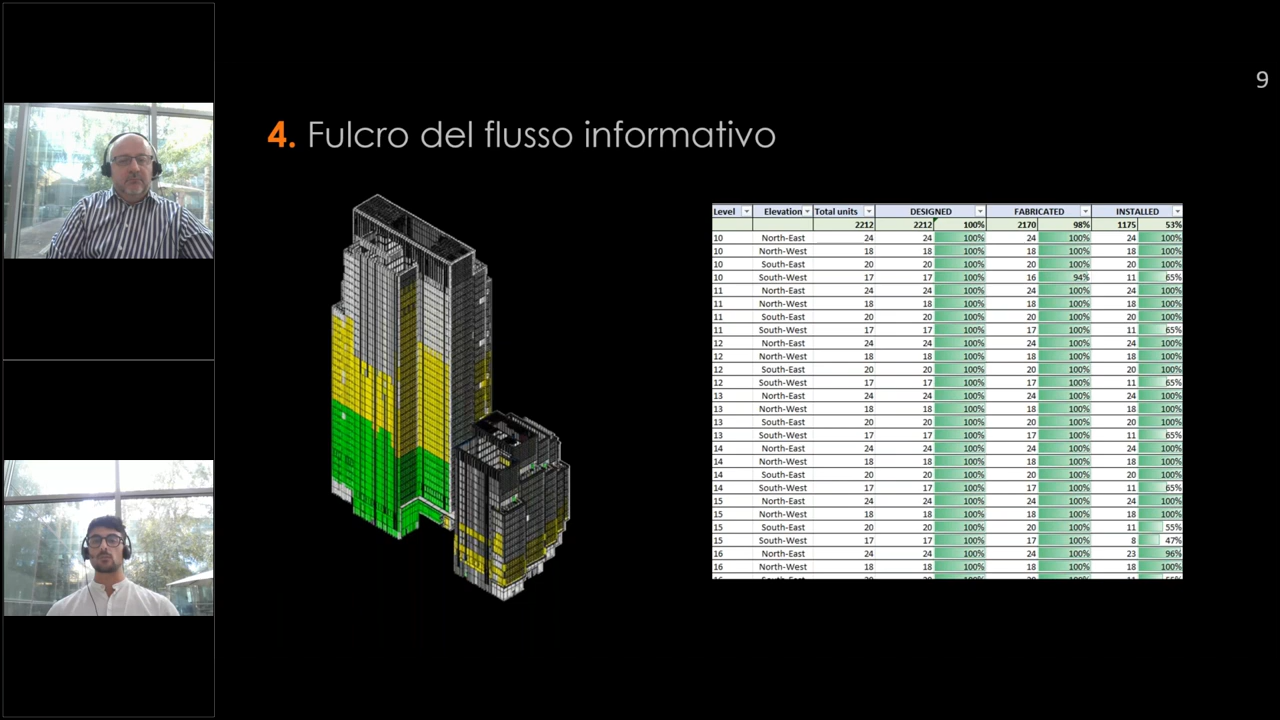 9
4. Fulcro del flusso informativo
Level Elevation Total units DESIGNED FABRICATED INSTALLED
2212 2212 100% 2170 98% 1175 53%
10 North-East 24 24 100% 24 100% 24 100%
10 North-West 18 18 100% 18 100% 18 100%
10 South-East 20 20 100% 20 100% 20 100%
10 South-West 17 17 100% 16 94% 11 65%
11 North-East 24 24 100% 24 100% 24 100%
11 North-West 18 18 100% 18 100% 18 100%
11 South-East 20 20 100% 20 100% 20 100%
11 South-West 17 17 100% 17 100% 11 65%
12 North-East 24 24 100% 24 100% 24 100%
12 North-West 18 18 100% 18 100% 18 100%
12 South-East 20 20 100% 20 100% 20 100%
12 South-West 17 17 100% 17 100% 11 65%
13 North-East 24 24 100% 24 100% 24 100%
13 North-West 18 18 100% 18 100% 18 100%
13 South-East 20 20 100% 20 100% 20 100%
13 South-West 17 17 100% 17 100% 11 65%
14 North-East 24 24 100% 24 100% 24 100%
14 North-West 18 18 100% 18 100% 18 100%
14 South-East 20 20 100% 20 100% 20 100%
14 South-West 17 17 100% 17 100% 11 65%
15 North-East 24 24 100% 24 100% 24 100%
15 North-West 18 18 100% 18 100% 18 100%
15 South-East 20 20 100% 20 100% 11 55%
15 South-West 17 17 100% 17 100% 8 47%
16 North-East 24 24 100% 24 100% 23 96%
16 North-West 18 18 100% 18 100% 18 100%